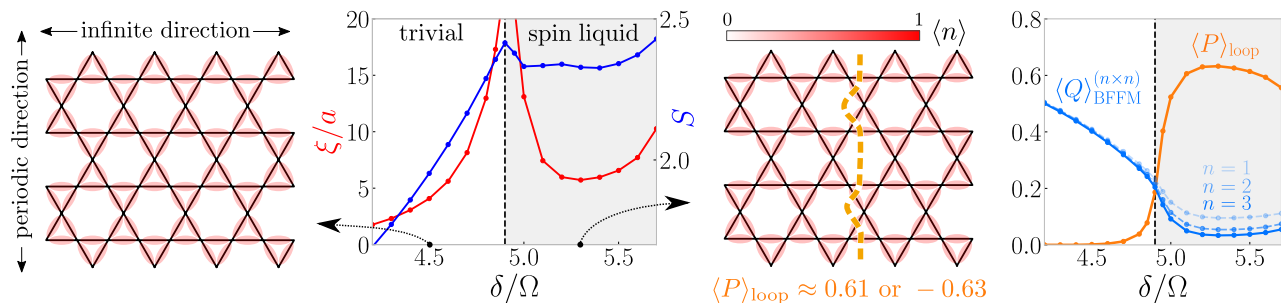 infinite direction
periodic direction
20
15
10
5
0
ξ/a
trivial
spin liquid
4.5
5.0
5.5
δ/Ω
2.5
2.0
S
0
1
⟨n⟩
⟨P⟩loop ≈ 0.61 or −0.63
0.8
0.6
0.4
0.2
0.0
⟨P⟩loop
⟨Q⟩BFFM(n×n)
n = 1
n = 2
n = 3
4.5
5.0
5.5
δ/Ω